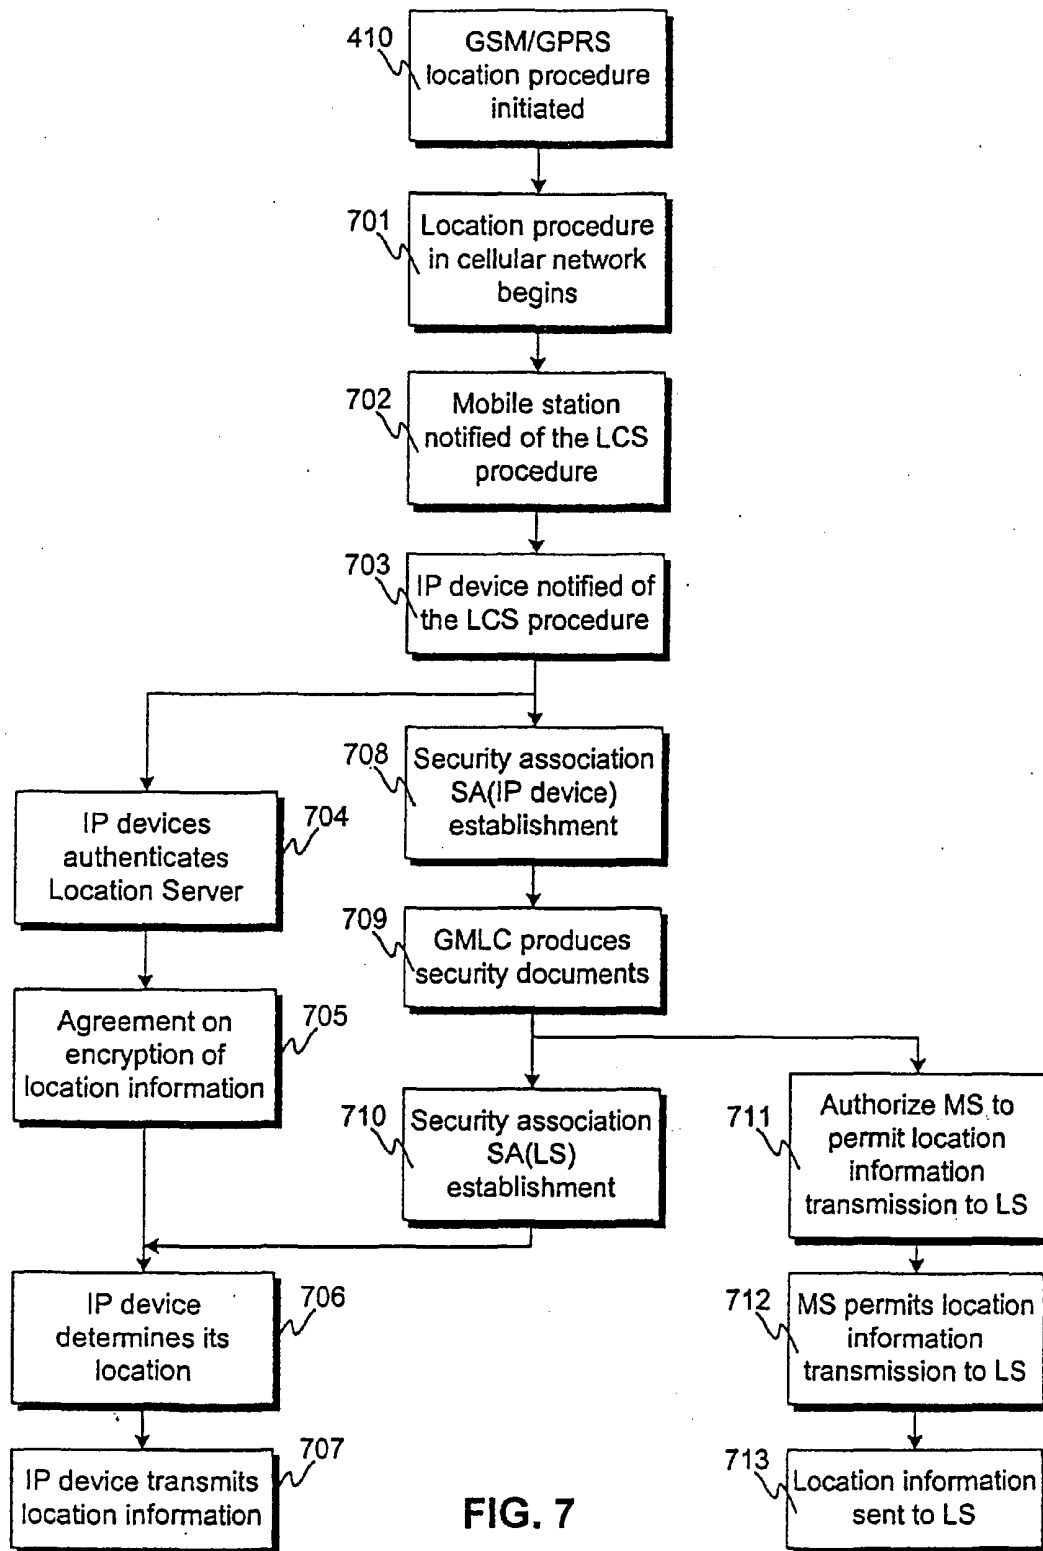 410
GSM/GPRS
location procedure
initiated
701
Location procedure
in cellular network
begins
702
Mobile station
notified of the LCS
procedure
703
IP device notified of
the LCS procedure
708
Security association
SA(IP device)
establishment
704
IP devices
authenticates
Location Server
709
GMLC produces
security documents
705
Agreement on
encryption of
location information
710
Security association
SA(LS)
establishment
711
Authorize MS to
permit location
information
transmission to LS
706
IP device
determines its
location
712
MS permits location
information
transmission to LS
707
IP device transmits
location information
713
Location information
sent to LS
FIG. 7